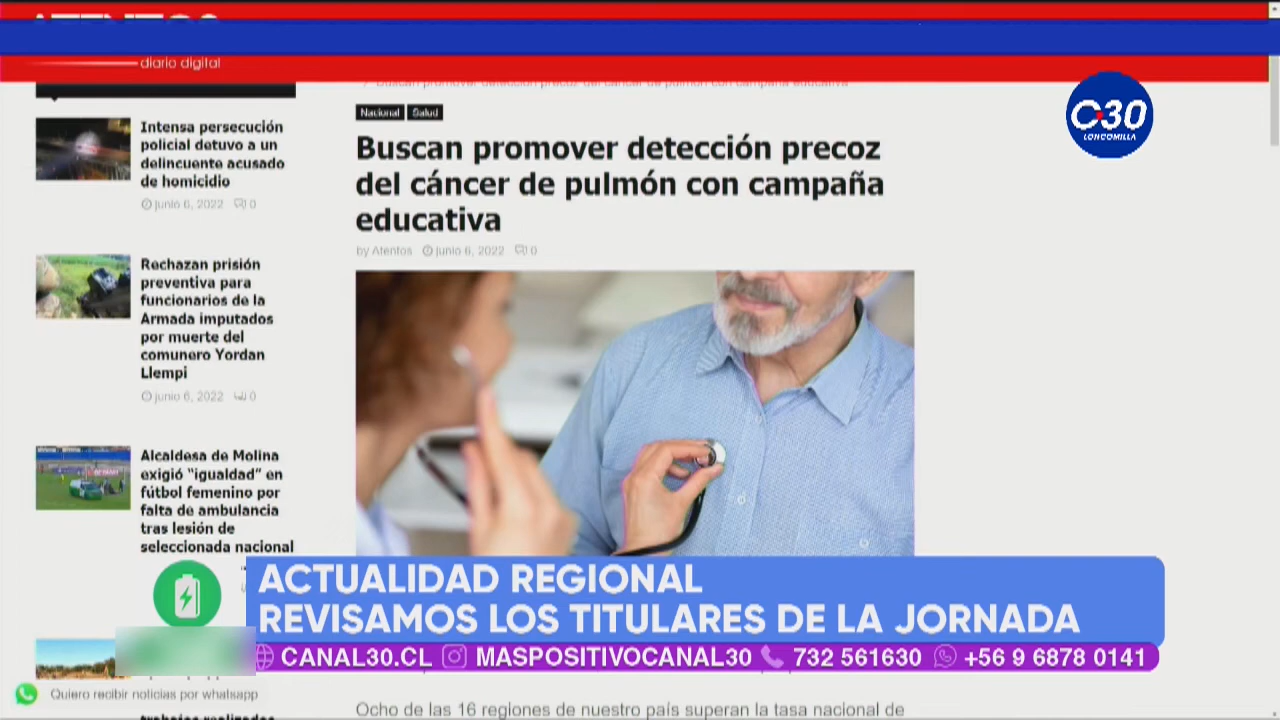 diario digital
C30
LONCOMILLA
Nacional Salud
Buscan promover detección precoz
del cáncer de pulmón con campaña
educativa
by Atentos junio 6, 2022 0
Intensa persecución
policial detuvo a un
delincuente acusado
de homicidio
junio 6, 2022 0
Rechazan prisión
preventiva para
funcionarios de la
Armada imputados
por muerte del
comunero Yordan
Llempi
junio 6, 2022 0
Alcaldesa de Molina
exigió “igualdad” en
fútbol femenino por
falta de ambulancia
tras lesión de
seleccionada nacional
ACTUALIDAD REGIONAL
REVISAMOS LOS TITULARES DE LA JORNADA
CANAL30.CL MASPOSITIVOCANAL30 732 561630 +56 9 6878 0141
Quiero recibir noticias por whatsapp
Ocho de las 16 regiones de nuestro país superan la tasa nacional de